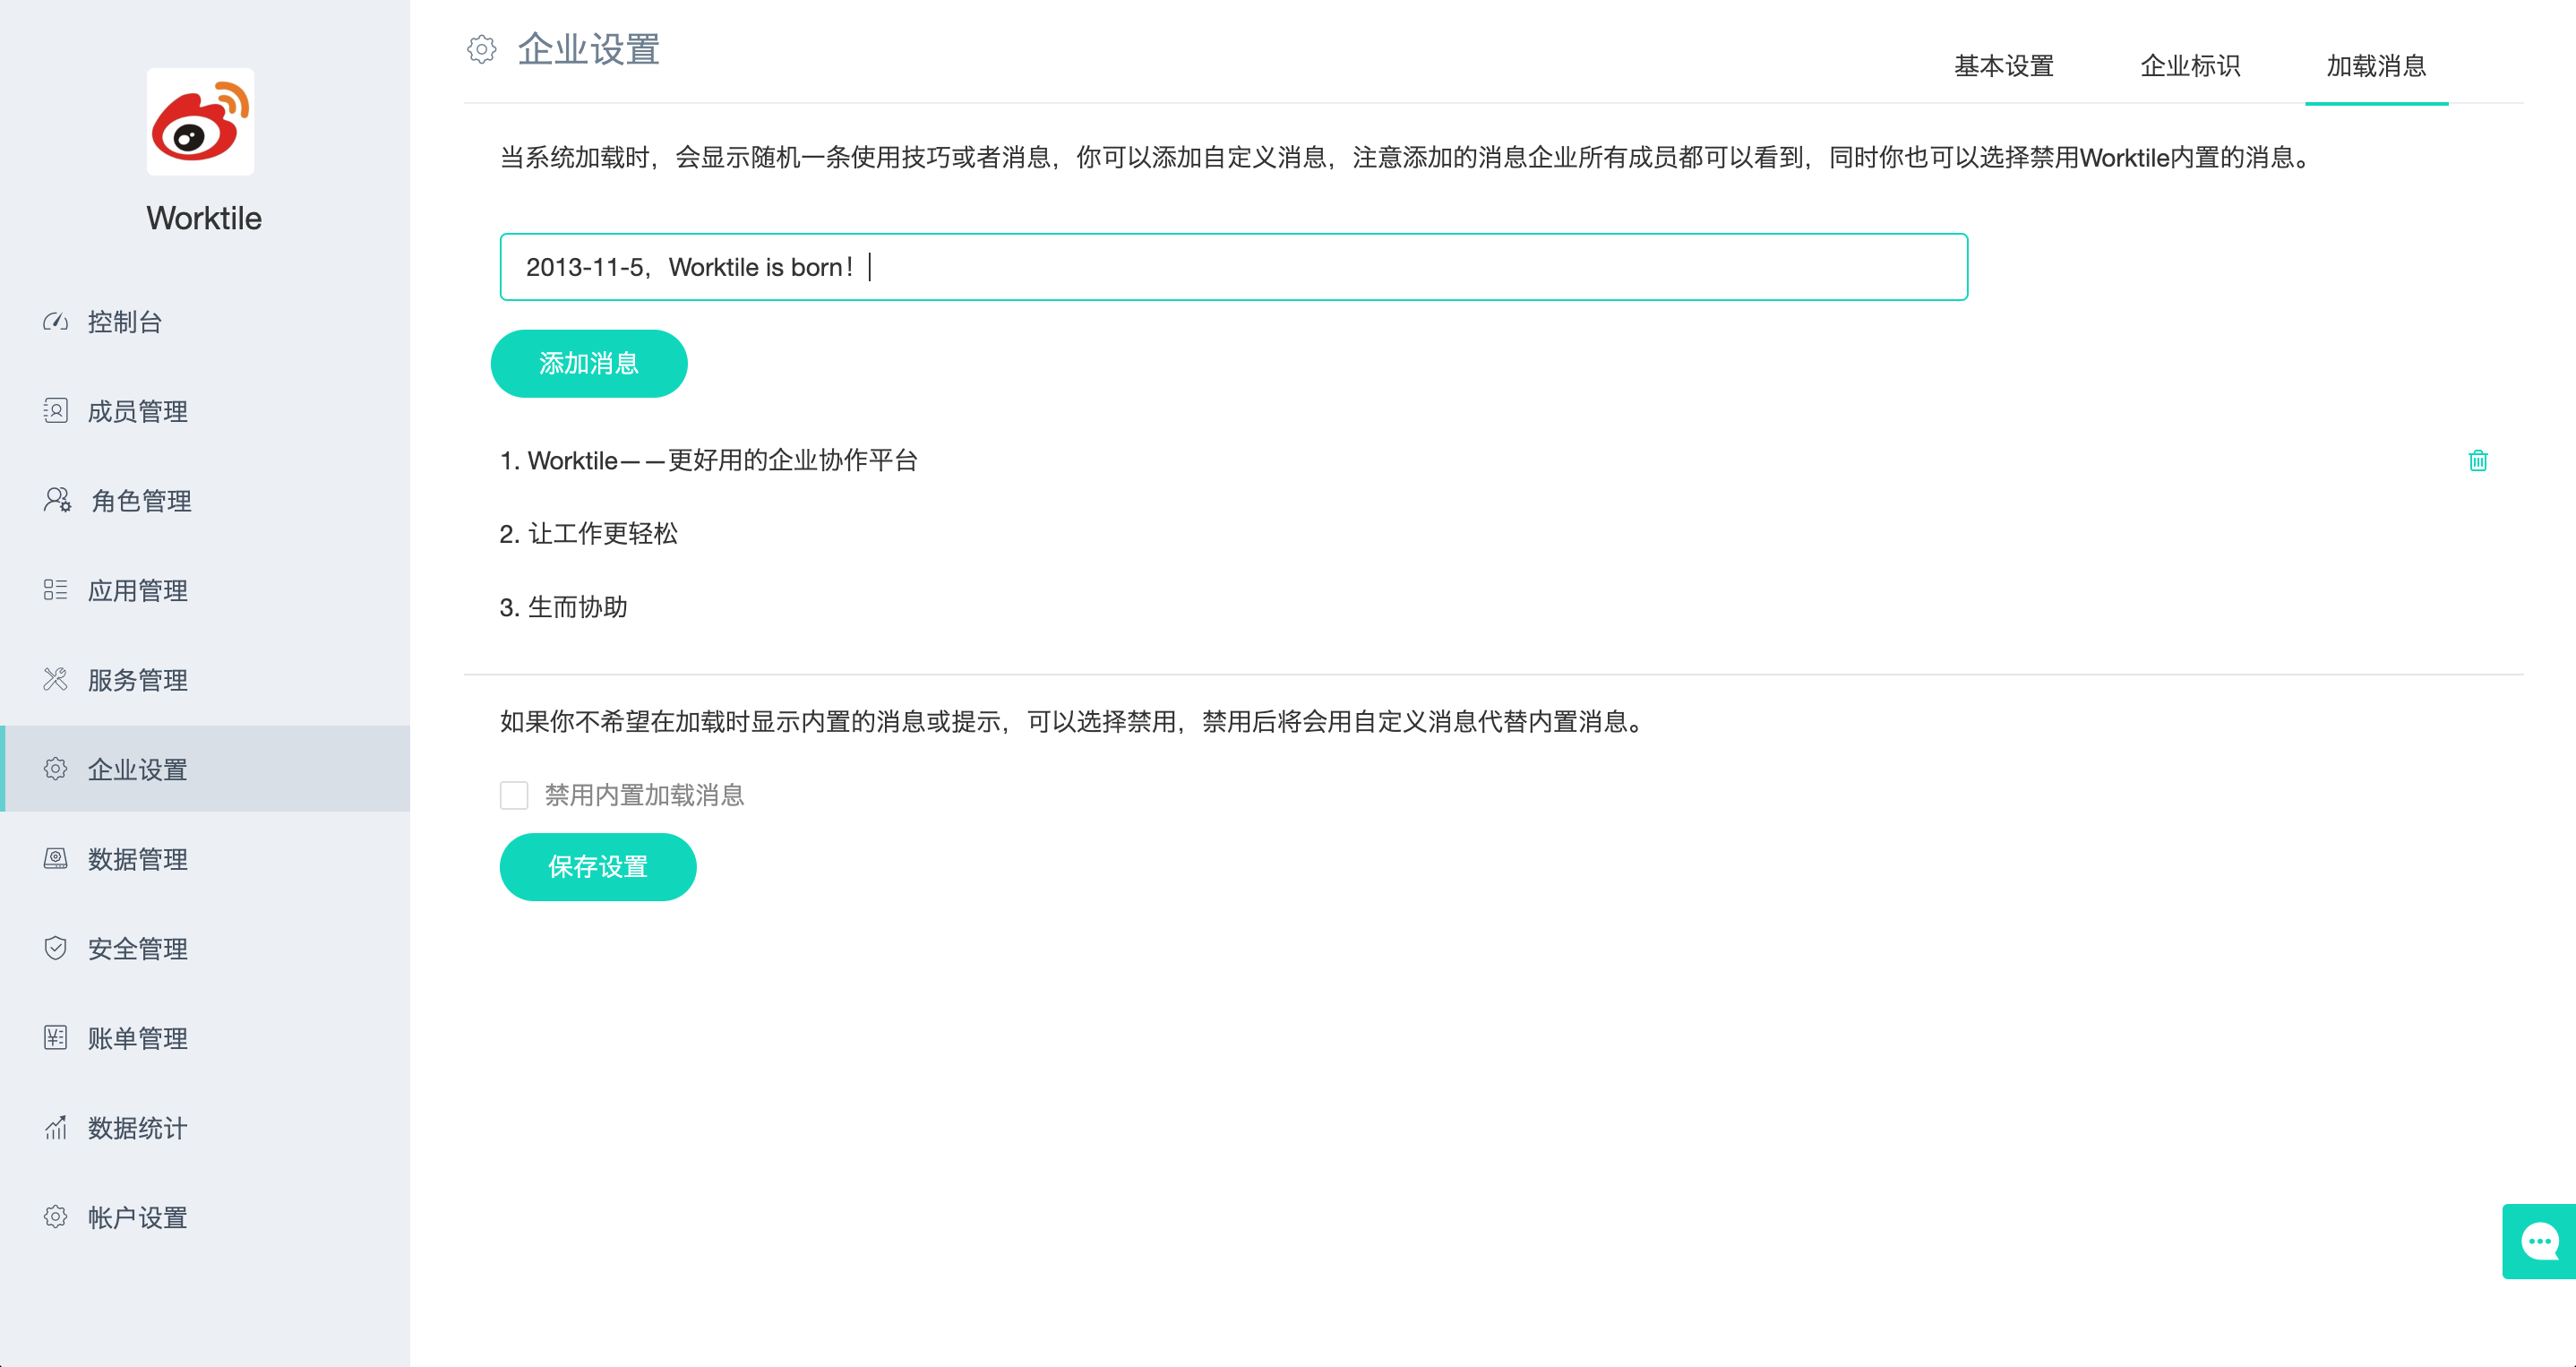 Worktile
控制台
成员管理
角色管理
应用管理
服务管理
企业设置
数据管理
安全管理
账单管理
数据统计
帐户设置
企业设置
基本设置
企业标识
加载消息
当系统加载时，会显示随机一条使用技巧或者消息，你可以添加自定义消息，注意添加的消息企业所有成员都可以看到，同时你也可以选择禁用Worktile内置的消息。
2013-11-5，Worktile is born！
添加消息
1. Worktile——更好用的企业协作平台
2. 让工作更轻松
3. 生而协助
如果你不希望在加载时显示内置的消息或提示，可以选择禁用，禁用后将会用自定义消息代替内置消息。
禁用内置加载消息
保存设置